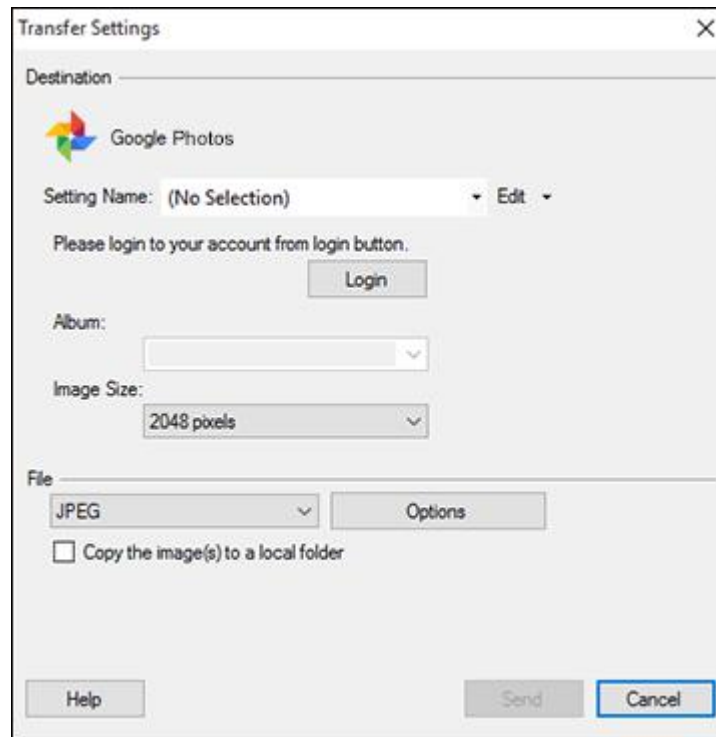 Transfer Settings
Destination
Google Photos
Setting Name: (No Selection) Edit
Please login to your account from login button.
Login
Album:
Image Size:
2048 pixels
File
JPEG Options
Copy the image(s) to a local folder
Help Send Cancel